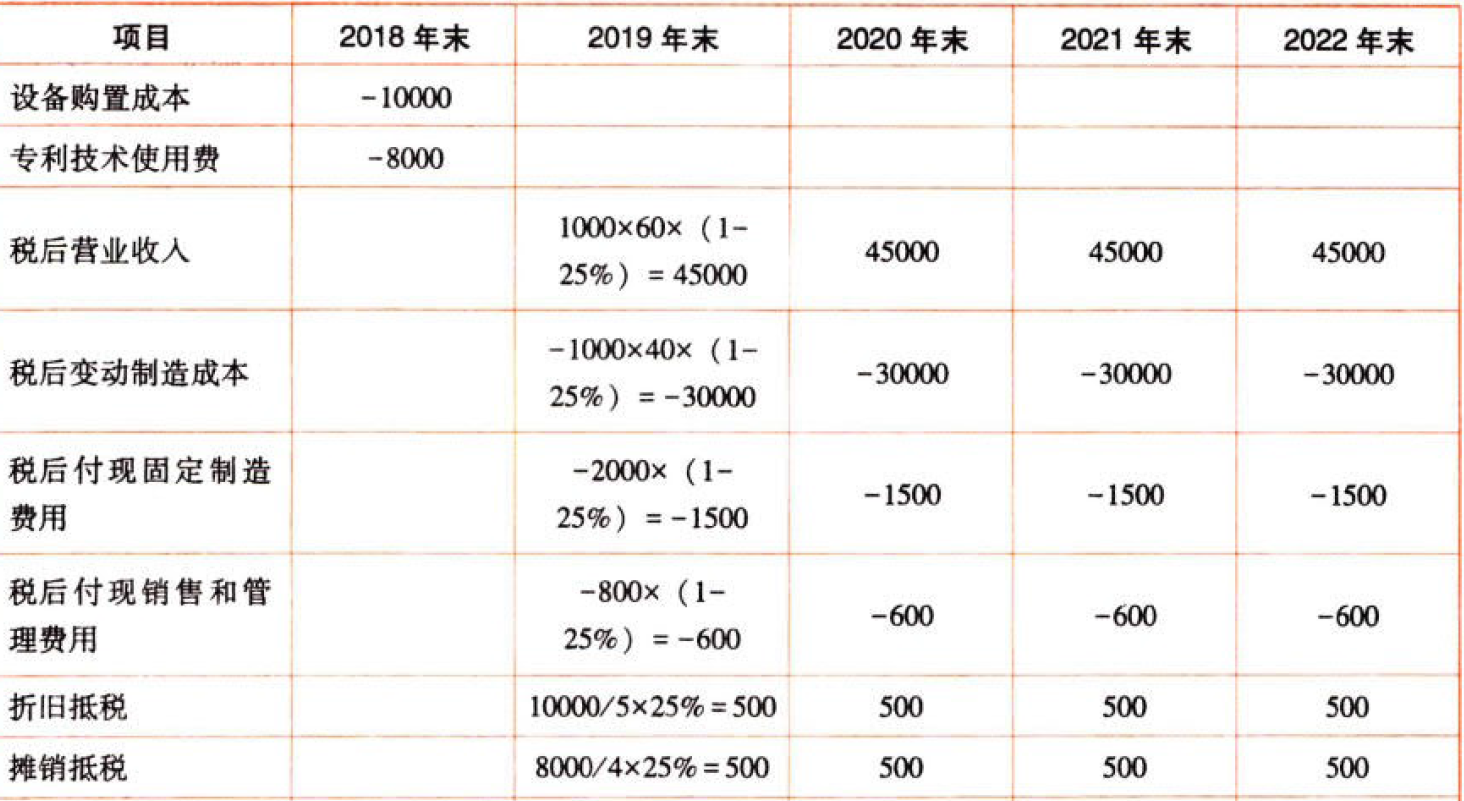 项目 2018 年末 2019 年末 2020 年末 2021 年末 2022 年末
设备购置成本 -10000
专利技术使用费 -8000
税后营业收入 1000×60×（1-
25%）= 45000 45000 45000 45000
税后变动制造成本 -1000×40×（1-
25%）= -30000 -30000 -30000 -30000
税后付现固定制造
费用 -2000×（1-
25%）= -1500 -1500 -1500 -1500
税后付现销售和管
理费用 -800×（1-
25%）= -600 -600 -600 -600
折旧抵税 10000/5×25% = 500 500 500 500
摊销抵税 8000/4×25% = 500 500 500 500